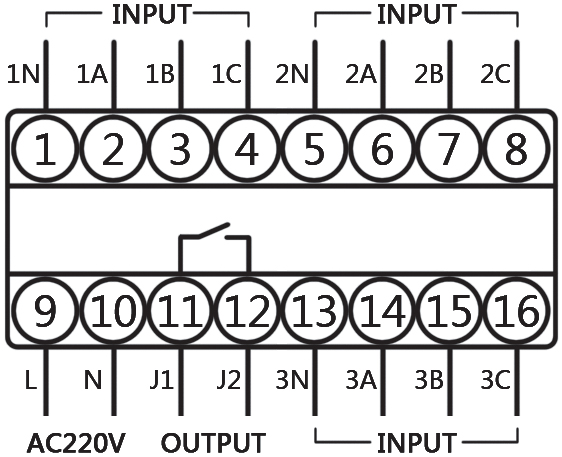 INPUT INPUT
1N 1A 1B 1C 2N 2A 2B 2C
1 2 3 4 5 6 7 8
9 10 11 12 13 14 15 16
L N J1 J2 3N 3A 3B 3C
AC220V OUTPUT INPUT